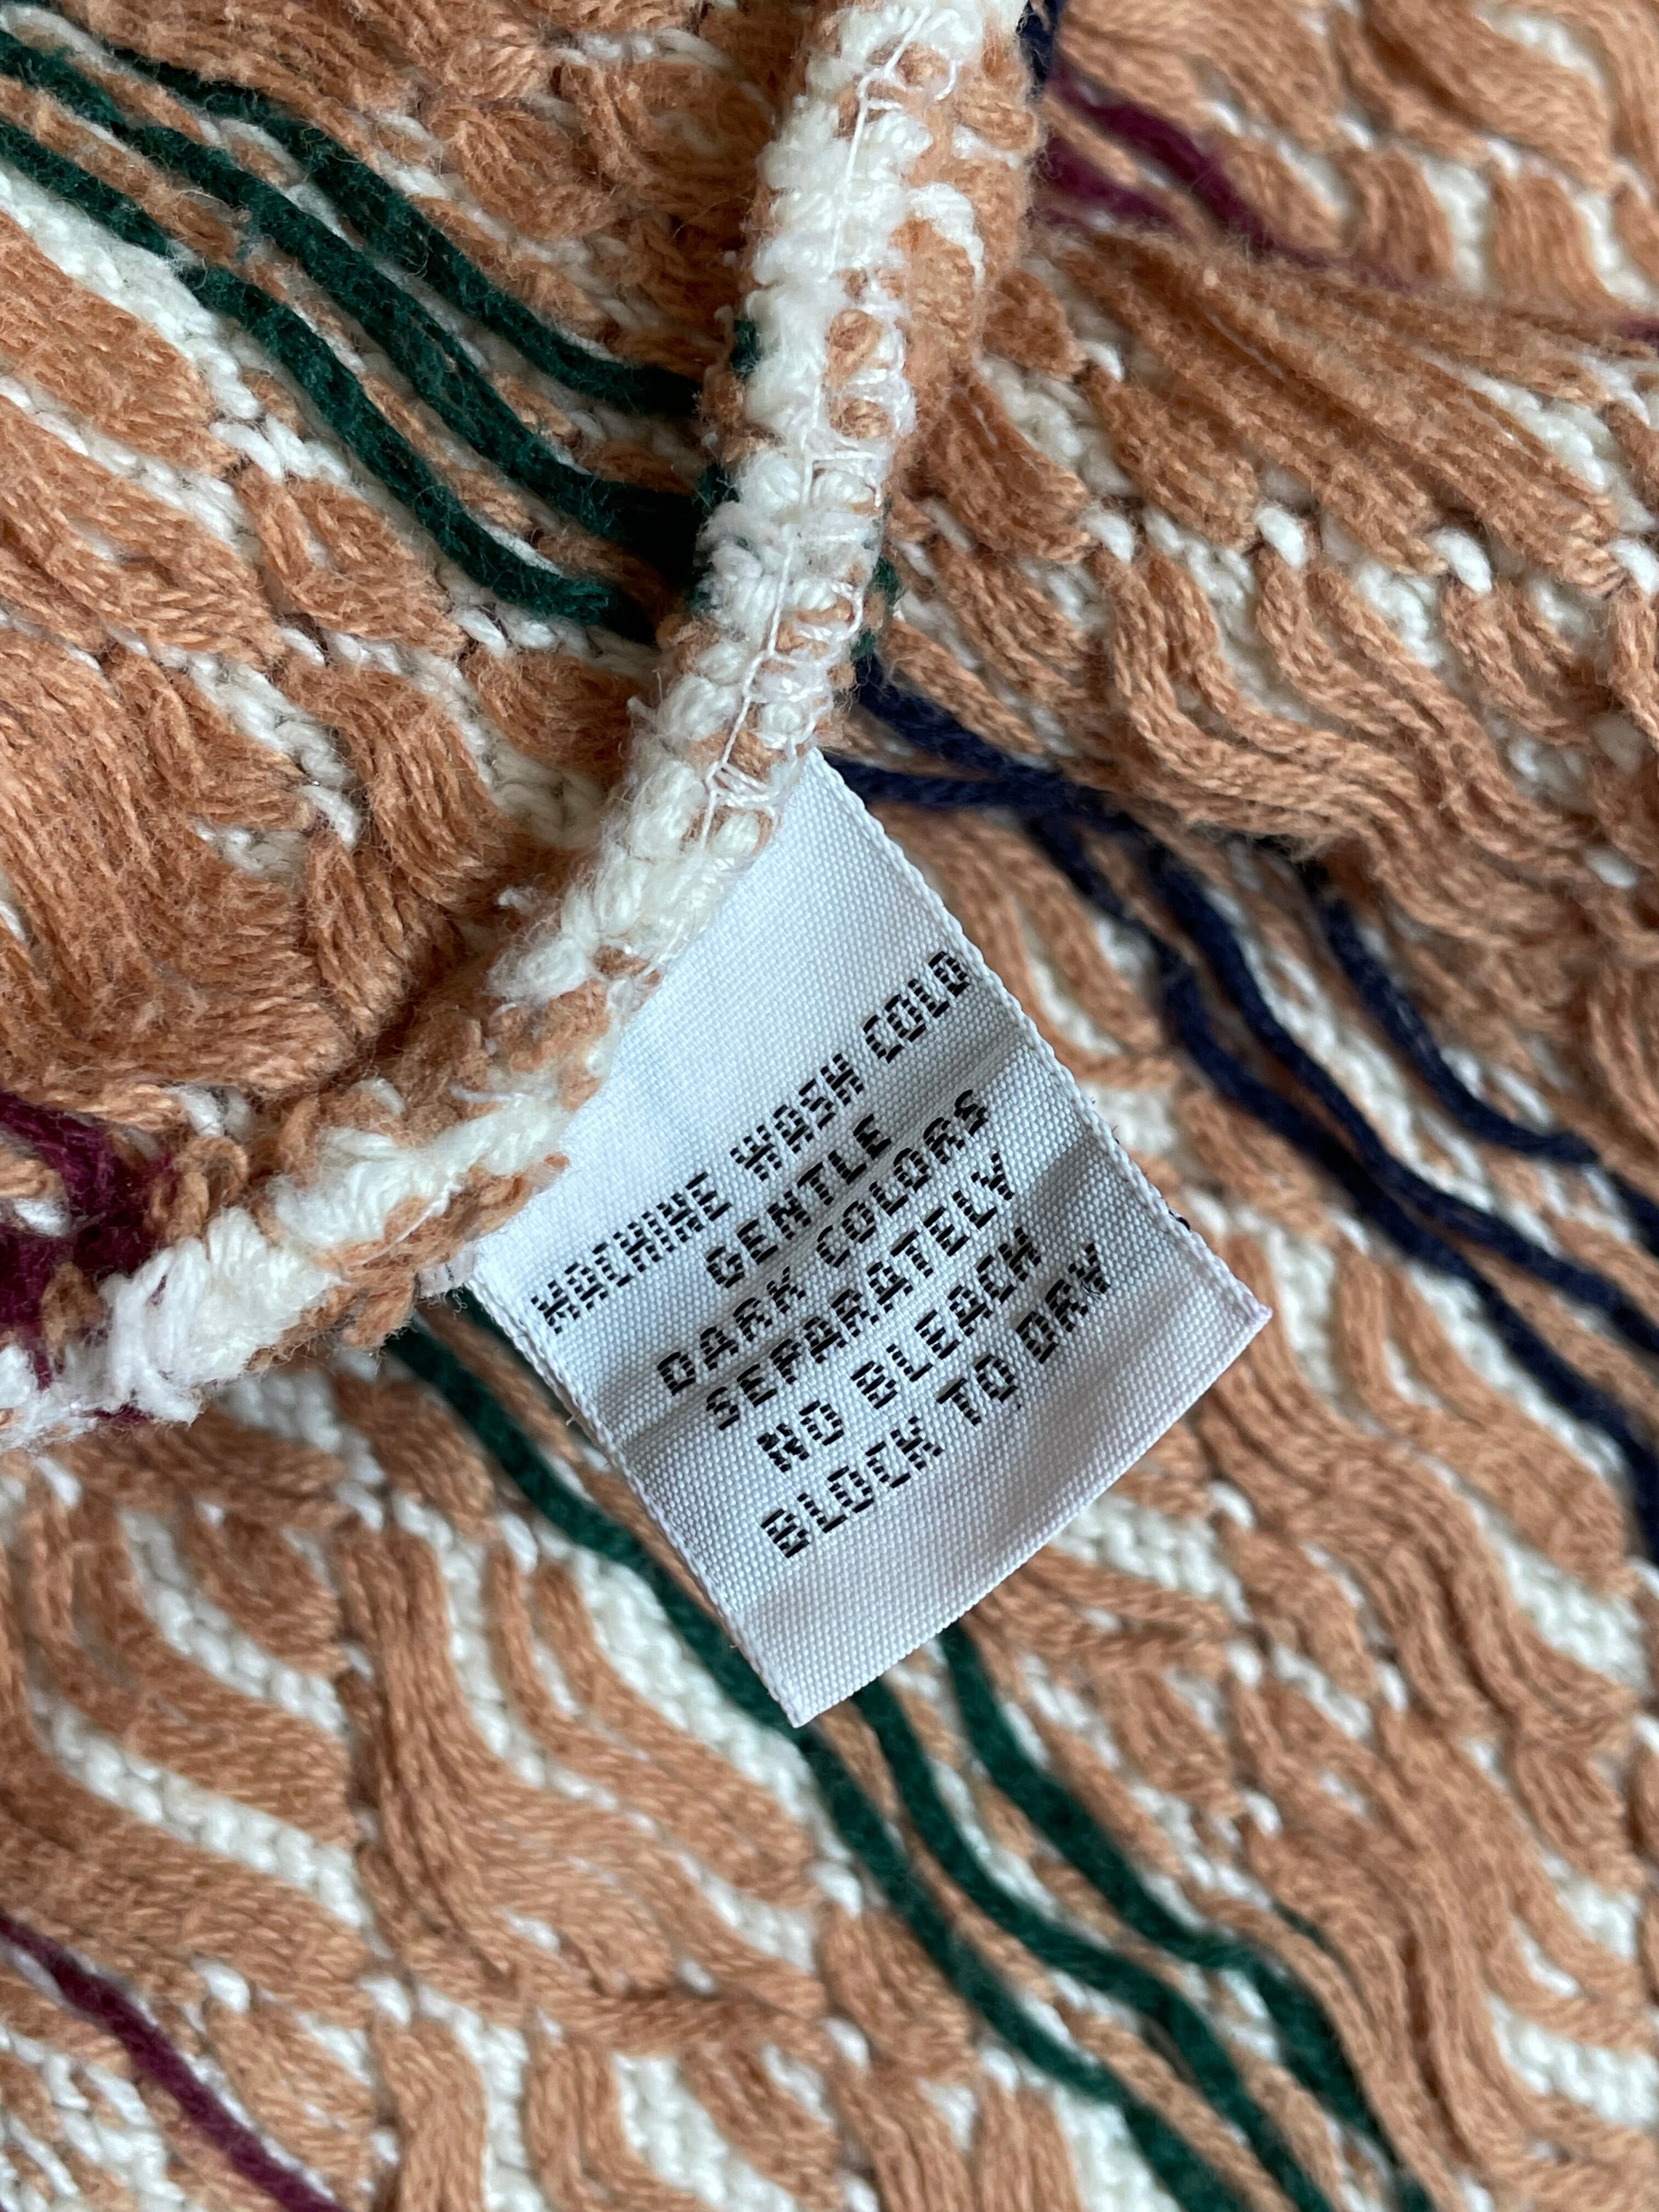 MACHINE WASH COLD
GENTLE
DARK COLORS
SEPARATELY
NO BLEACH
BLOCK TO DRY